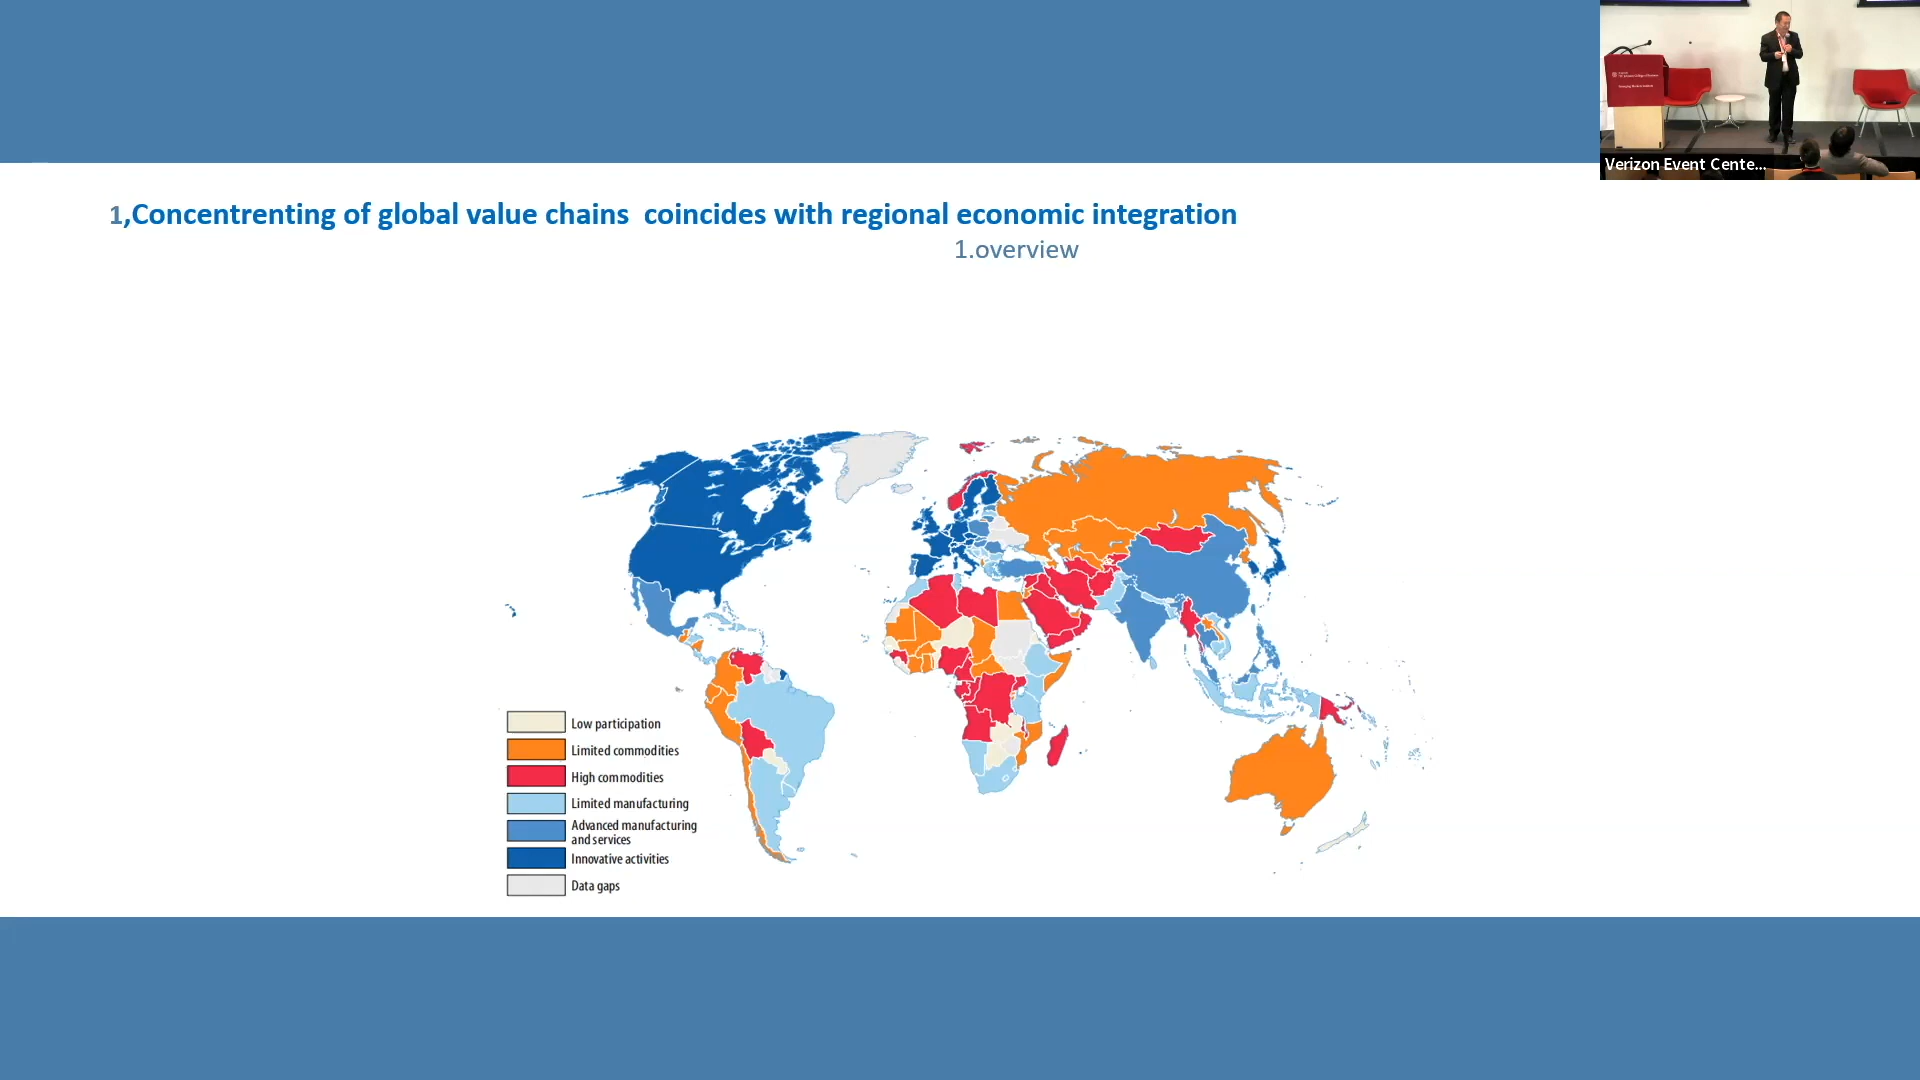 Verizon Event Cente...
1,Concentrenting of global value chains coincides with regional economic integration
1.overview
Low participation
Limited commodities
High commodities
Limited manufacturing
Advanced manufacturing
and services
Innovative activities
Data gaps